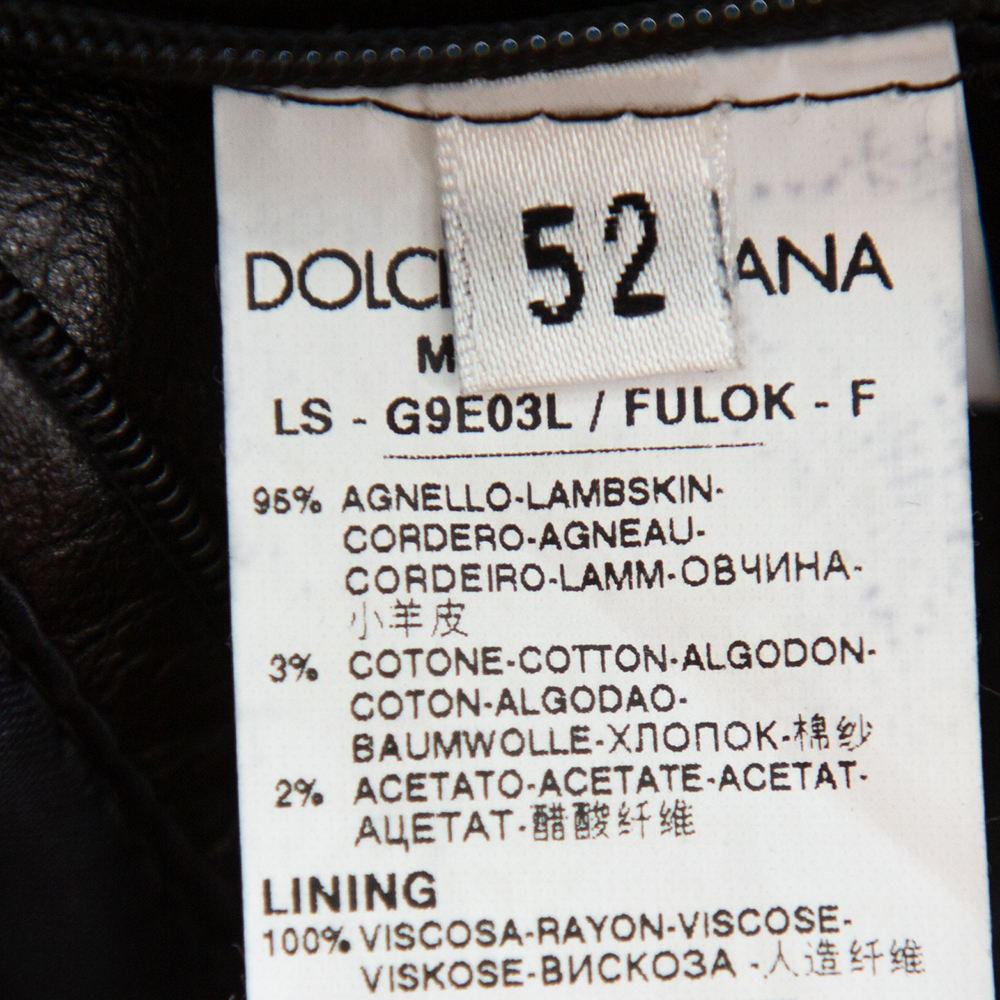 52
DOLC ANA
M
LS - G9E03L / FULOK - F
95% AGNELLO-LAMBSKIN-
CORDERO-AGNEAU-
CORDEIRO-LAMM-ОВЧИНА-
小羊皮
3% COTONE-COTTON-ALGODON-
COTON-ALGODAO-
BAUMWOLLE-ХЛОПОК-棉纱
2% ACETATO-ACETATE-ACETAT-
АЦЕТАТ-醋酸纤维
LINING
100% VISCOSA-RAYON-VISCOSE-
VISKOSE-ВИСКОЗА -人造纤维